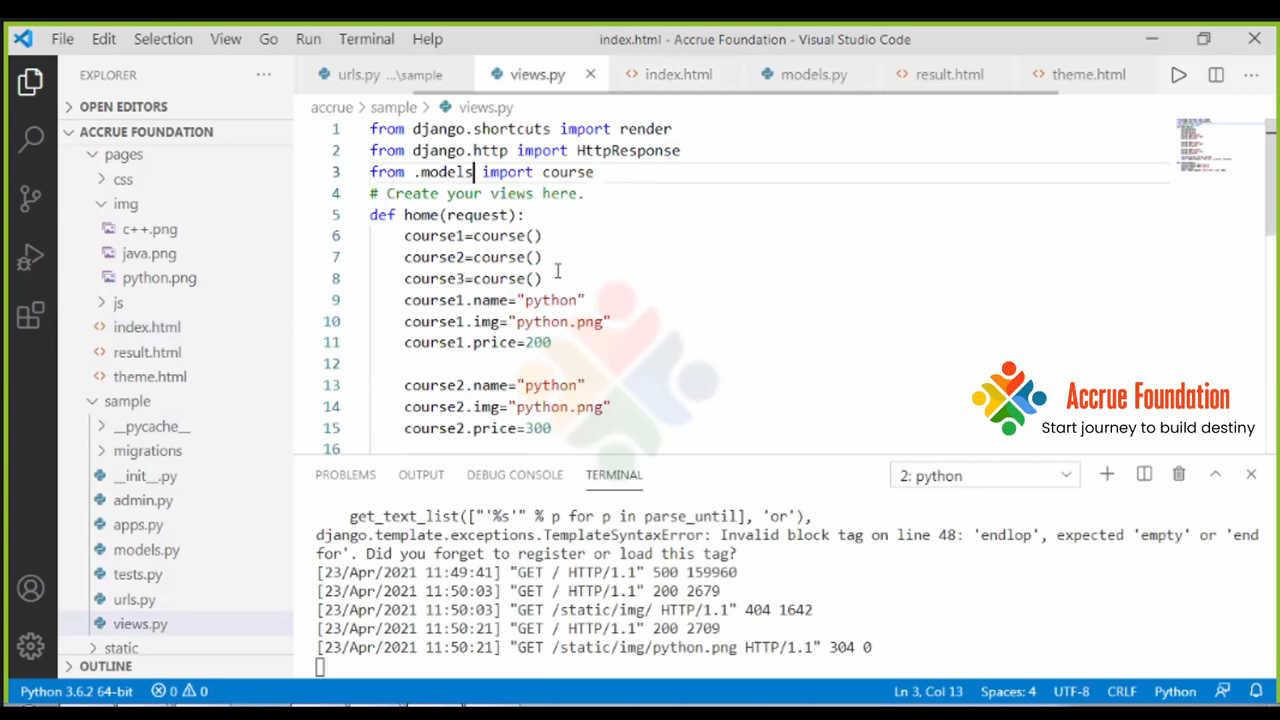 File Edit Selection View Go Run Terminal Help index.html - Accrue Foundation - Visual Studio Code
EXPLORER
OPEN EDITORS
ACCRUE FOUNDATION
pages
css
img
c++.png
java.png
python.png
js
index.html
result.html
theme.html
sample
__pycache__
migrations
__init__.py
admin.py
apps.py
models.py
tests.py
urls.py
views.py
static
OUTLINE
urls.py ...\sample views.py index.html models.py result.html theme.html
accrue > sample > views.py
1 from django.shortcuts import render
2 from django.http import HttpResponse
3 from .models import course
4 # Create your views here.
5 def home(request):
6 course1=course()
7 course2=course()
8 course3=course()
9 course1.name="python"
10 course1.img="python.png"
11 course1.price=200
12
13 course2.name="python"
14 course2.img="python.png"
15 course2.price=300
16
Accrue Foundation
Start journey to build destiny
PROBLEMS OUTPUT DEBUG CONSOLE TERMINAL 2: python
get_text_list(["'%s'" % p for p in parse_until], 'or'),
django.template.exceptions.TemplateSyntaxError: Invalid block tag on line 48: 'endlop', expected 'empty' or 'end
for'. Did you forget to register or load this tag?
[23/Apr/2021 11:49:41] "GET / HTTP/1.1" 500 159960
[23/Apr/2021 11:50:03] "GET / HTTP/1.1" 200 2679
[23/Apr/2021 11:50:03] "GET /static/img/ HTTP/1.1" 404 1642
[23/Apr/2021 11:50:21] "GET / HTTP/1.1" 200 2709
[23/Apr/2021 11:50:21] "GET /static/img/python.png HTTP/1.1" 304 0
Python 3.6.2 64-bit 0 0 Ln 3, Col 13 Spaces: 4 UTF-8 CRLF Python